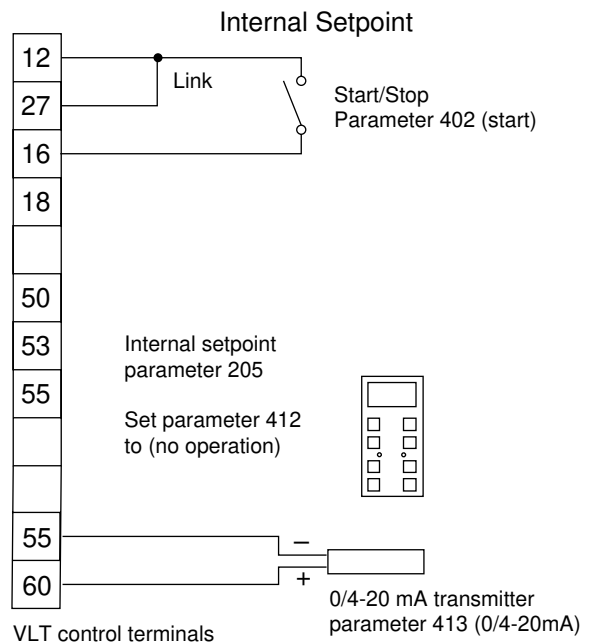 Internal Setpoint
12
Link
27
Start/Stop
Parameter 402 (start)
16
18
50
53
Internal setpoint
parameter 205
55
Set parameter 412
to (no operation)
55
–
+
60
0/4-20 mA transmitter
parameter 413 (0/4-20mA)
VLT control terminals